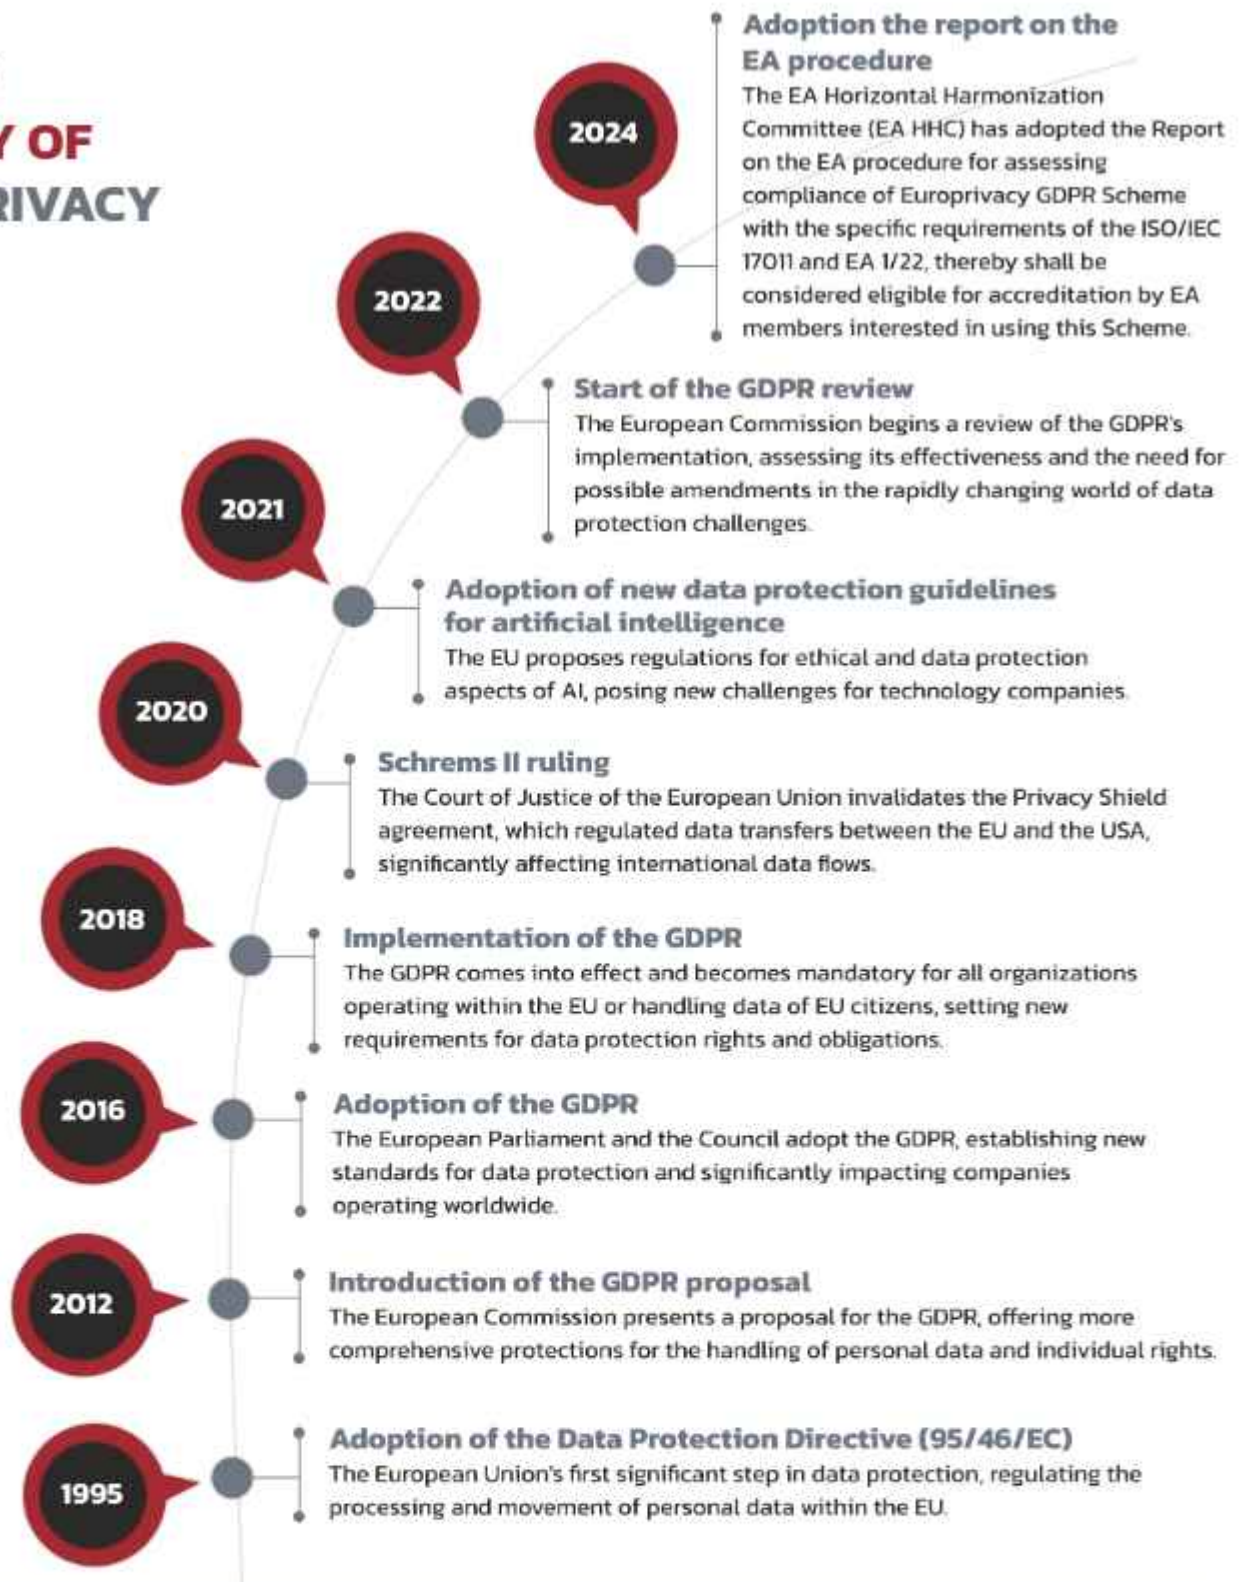 Y OF
RIVACY
2024
Adoption the report on the
EA procedure
The EA Horizontal Harmonization
Committee (EA HHC) has adopted the Report
on the EA procedure for assessing
compliance of Europrivacy GDPR Scheme
with the specific requirements of the ISO/IEC
17011 and EA 1/22, thereby shall be
considered eligible for accreditation by EA
members interested in using this Scheme.
2022
Start of the GDPR review
The European Commission begins a review of the GDPR's
implementation, assessing its effectiveness and the need for
possible amendments in the rapidly changing world of data
protection challenges.
2021
Adoption of new data protection guidelines
for artificial intelligence
The EU proposes regulations for ethical and data protection
aspects of AI, posing new challenges for technology companies.
2020
Schrems II ruling
The Court of Justice of the European Union invalidates the Privacy Shield
agreement, which regulated data transfers between the EU and the USA,
significantly affecting international data flows.
2018
Implementation of the GDPR
The GDPR comes into effect and becomes mandatory for all organizations
operating within the EU or handling data of EU citizens, setting new
requirements for data protection rights and obligations.
2016
Adoption of the GDPR
The European Parliament and the Council adopt the GDPR, establishing new
standards for data protection and significantly impacting companies
operating worldwide.
2012
Introduction of the GDPR proposal
The European Commission presents a proposal for the GDPR, offering more
comprehensive protections for the handling of personal data and individual rights.
1995
Adoption of the Data Protection Directive (95/46/EC)
The European Union's first significant step in data protection, regulating the
processing and movement of personal data within the EU.